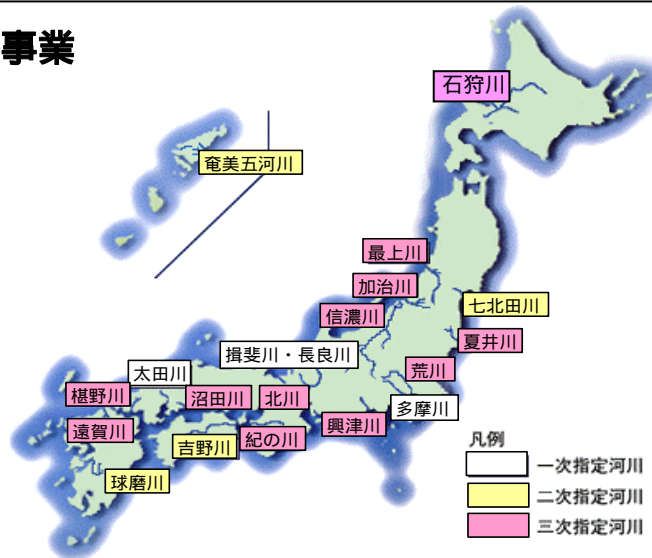 事業
石狩川
奄美五河川
最上川
加治川
信濃川
七北田川
夏井川
揖斐川・長良川
太田川
荒川
椹野川
沼田川
北川
多摩川
遠賀川
吉野川
紀の川
興津川
球磨川
凡例
一次指定河川
二次指定河川
三次指定河川